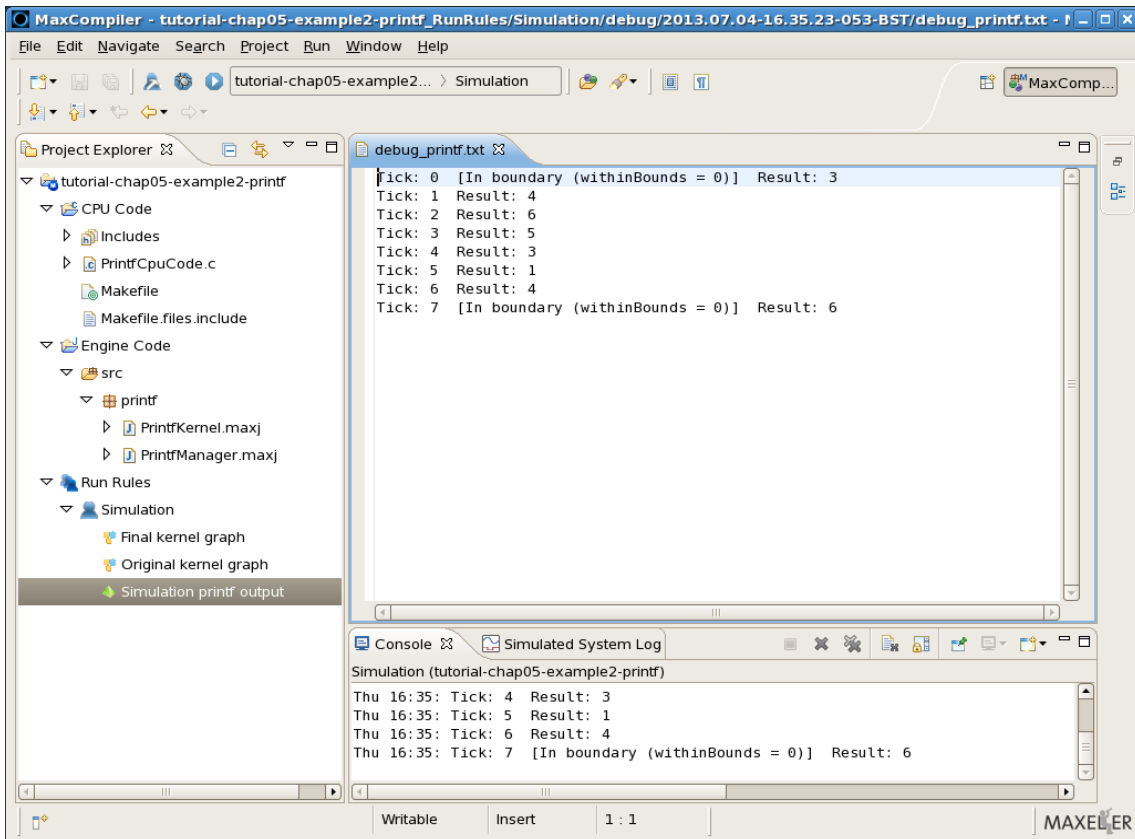 MaxCompiler - tutorial-chap05-example2-printf_RunRules/Simulation/debug/2013.07.04-16.35.23-053-BST/debug_printf.txt -
File Edit Navigate Search Project Run Window Help
tutorial-chap05-example2... > Simulation
MaxComp...
Project Explorer
tutorial-chap05-example2-printf
CPU Code
Includes
PrintfCpuCode.c
Makefile
Makefile.files.include
Engine Code
src
printf
PrintfKernel.maxj
PrintfManager.maxj
Run Rules
Simulation
Final kernel graph
Original kernel graph
Simulation printf output
debug_printf.txt
Tick: 0 [In boundary (withinBounds = 0)] Result: 3
Tick: 1 Result: 4
Tick: 2 Result: 6
Tick: 3 Result: 5
Tick: 4 Result: 3
Tick: 5 Result: 1
Tick: 6 Result: 4
Tick: 7 [In boundary (withinBounds = 0)] Result: 6
Console Simulated System Log
Simulation (tutorial-chap05-example2-printf)
Thu 16:35: Tick: 4 Result: 3
Thu 16:35: Tick: 5 Result: 1
Thu 16:35: Tick: 6 Result: 4
Thu 16:35: Tick: 7 [In boundary (withinBounds = 0)] Result: 6
Writable Insert 1 : 1
MAXELER